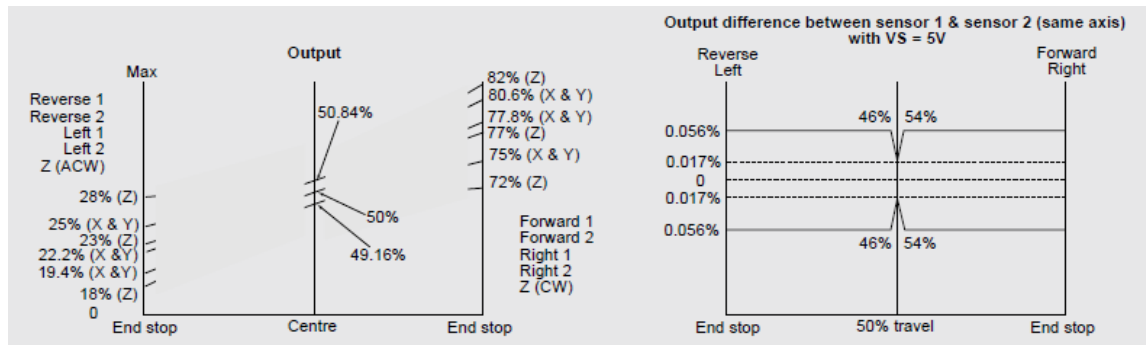 Output
Max
Reverse 1
Reverse 2
Left 1
Left 2
Z (ACW)
28% (Z)
25% (X & Y)
23% (Z)
22.2% (X &Y)
19.4% (X &Y)
18% (Z)
0
End stop
50.84%
50%
49.16%
Centre
82% (Z)
80.6% (X & Y)
77.8% (X & Y)
77% (Z)
75% (X & Y)
72% (Z)
Forward 1
Forward 2
Right 1
Right 2
Z (CW)
End stop
Output difference between sensor 1 & sensor 2 (same axis)
with VS = 5V
Reverse
Left
Forward
Right
46% 54%
0.056%
0.017%
0
0.017%
0.056%
46% 54%
End stop
50% travel
End stop